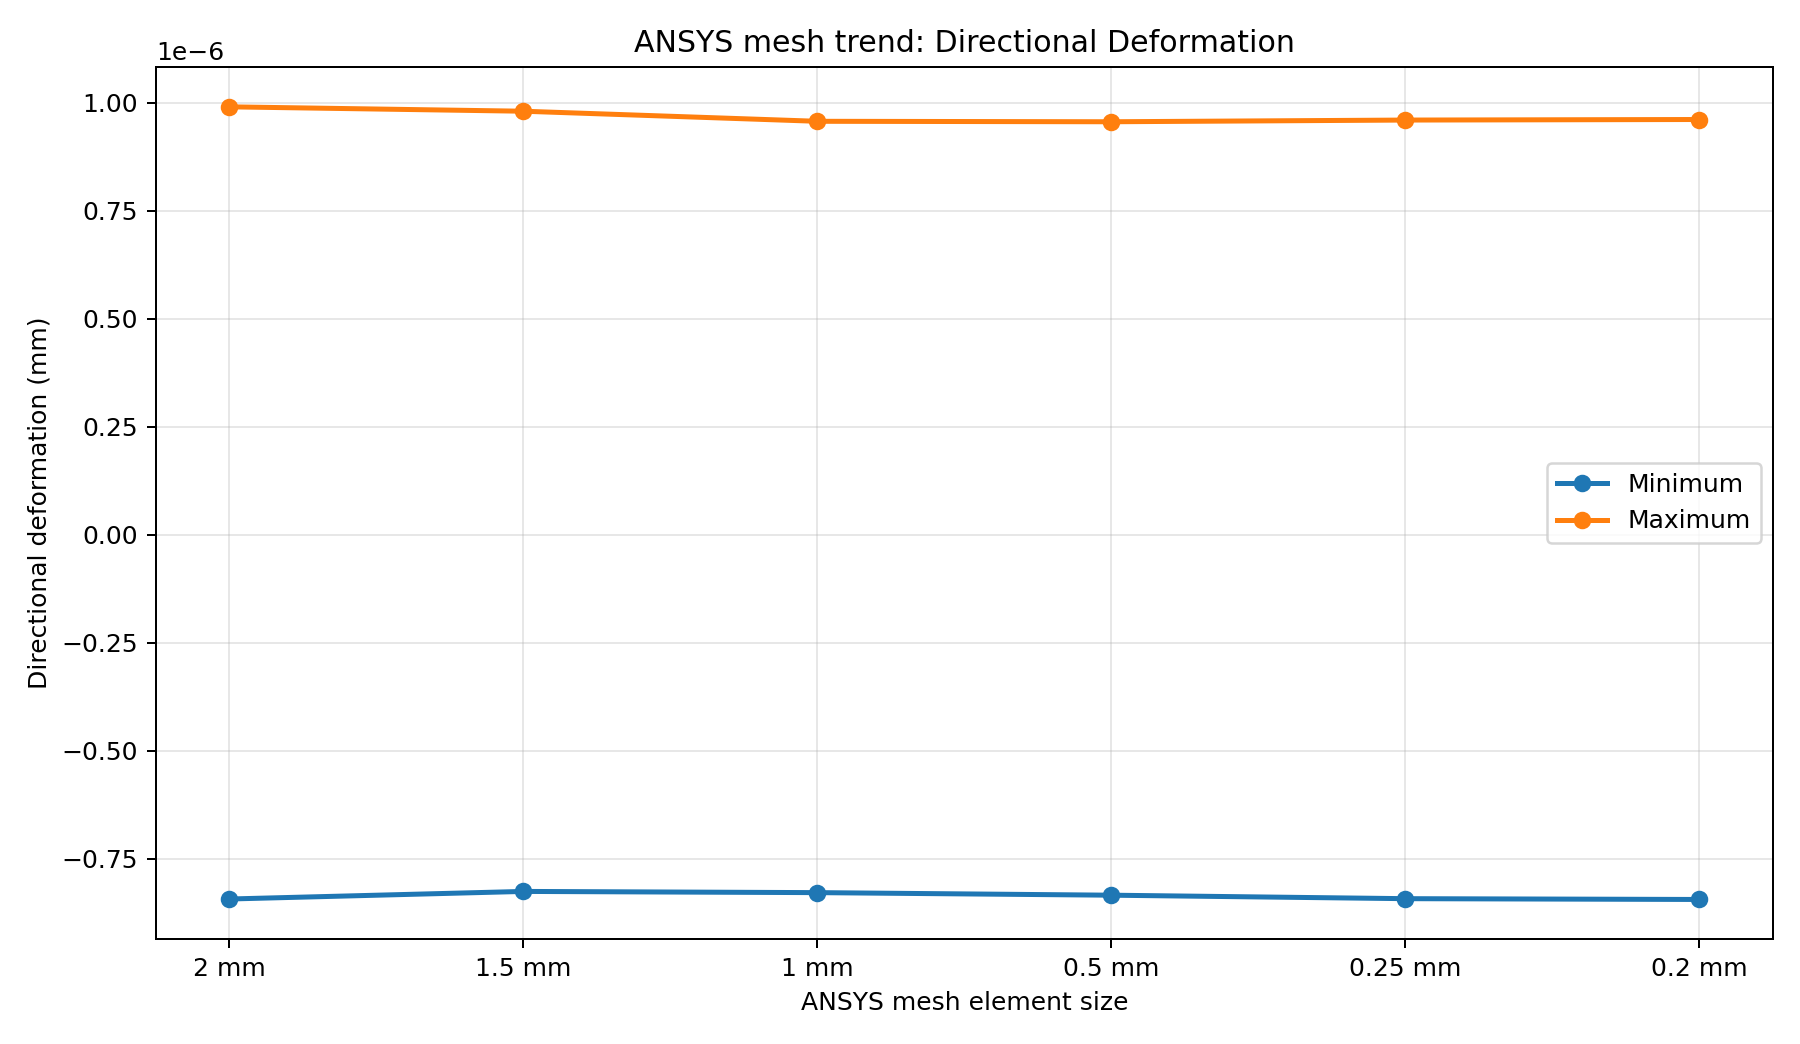 ANSYS mesh trend: Directional Deformation
1e−6
1.00
0.75
0.50
0.25
0.00
−0.25
−0.50
−0.75
Directional deformation (mm)
Minimum
Maximum
2 mm 1.5 mm 1 mm 0.5 mm 0.25 mm 0.2 mm
ANSYS mesh element size